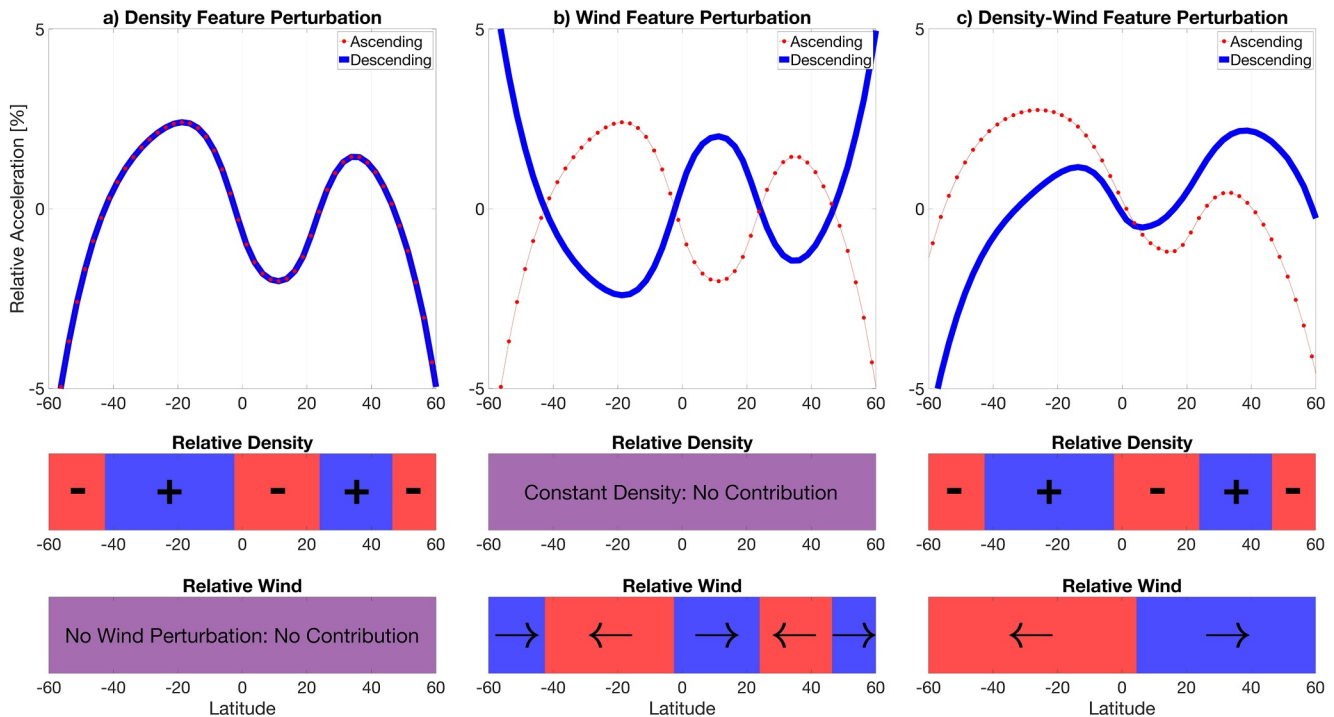 a) Density Feature Perturbation
Ascending
Descending
Relative Acceleration [%]
5
0
-5
-60 -40 -20 0 20 40 60
b) Wind Feature Perturbation
Ascending
Descending
5
0
-5
-60 -40 -20 0 20 40 60
c) Density-Wind Feature Perturbation
Ascending
Descending
5
0
-5
-60 -40 -20 0 20 40 60
Relative Density
- + - + -
-60 -40 -20 0 20 40 60
Relative Density
Constant Density: No Contribution
-60 -40 -20 0 20 40 60
Relative Density
- + - + -
-60 -40 -20 0 20 40 60
Relative Wind
No Wind Perturbation: No Contribution
-60 -40 -20 0 20 40 60
Latitude
Relative Wind
→ ← → ← →
-60 -40 -20 0 20 40 60
Latitude
Relative Wind
← →
-60 -40 -20 0 20 40 60
Latitude